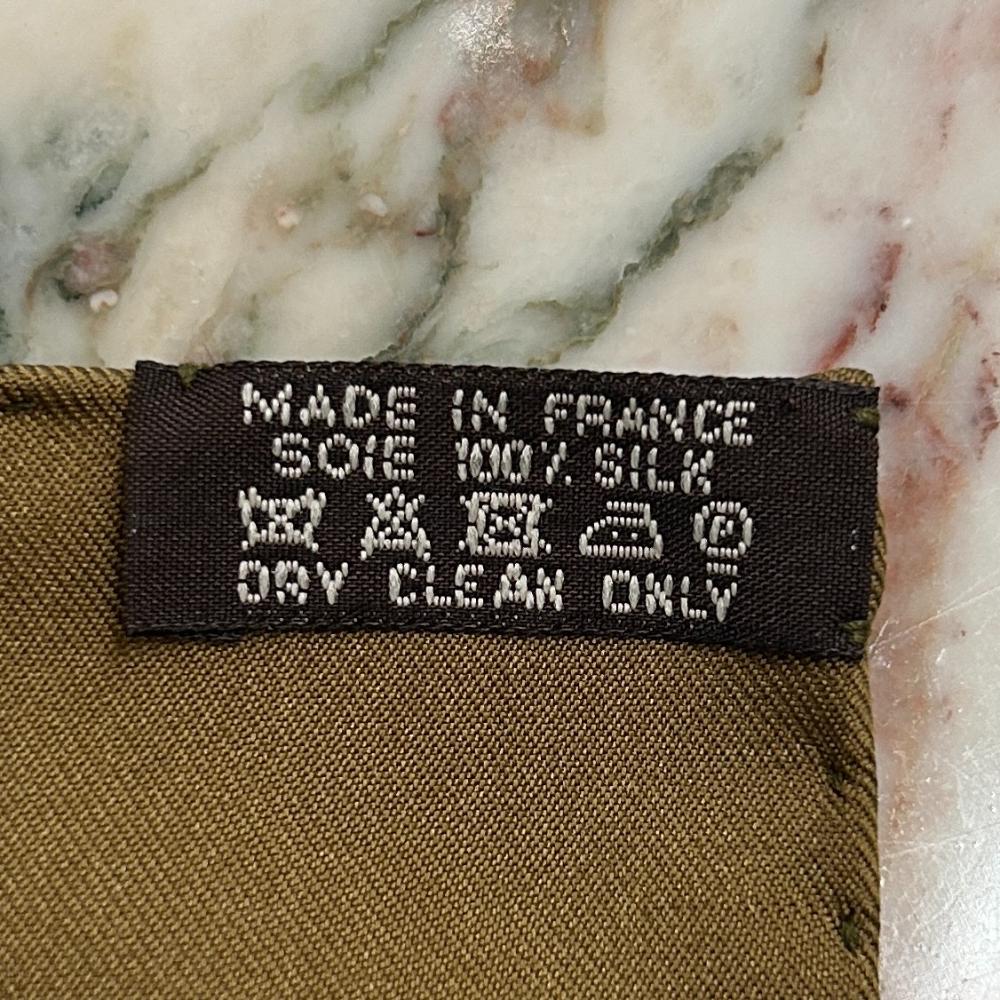 MADE IN FRANCE
SOIE 100% SILK
P
DRY CLEAN ONLY